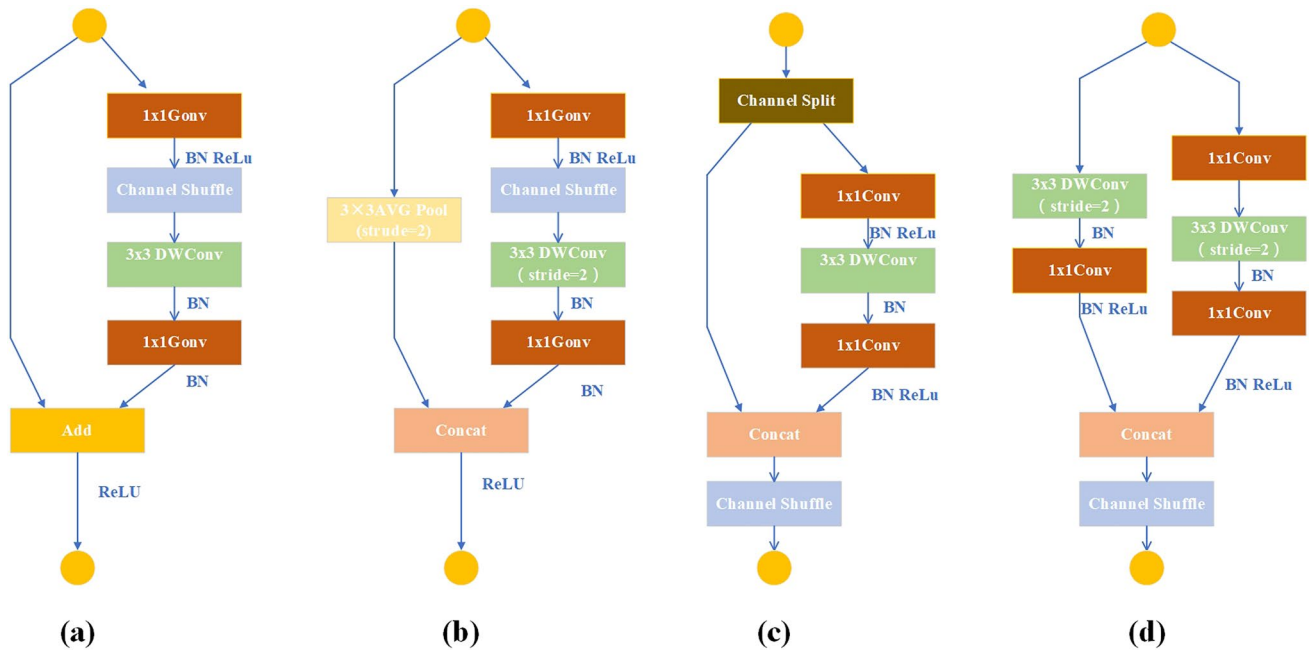 1x1Gonv
BN ReLu
Channel Shuffle
3x3 DWConv
BN
1x1Gonv
BN
Add
ReLU
(a)
1x1Gonv
BN ReLu
Channel Shuffle
3×3AVG Pool
(strude=2)
3x3 DWConv
( stride=2 )
BN
1x1Gonv
BN
Concat
ReLU
(b)
Channel Split
1x1Conv
BN ReLu
3x3 DWConv
BN
1x1Conv
BN ReLu
Concat
Channel Shuffle
(c)
3x3 DWConv
( stride=2 )
BN
1x1Conv
BN ReLu
1x1Conv
3x3 DWConv
( stride=2 )
BN
1x1Conv
BN ReLu
Concat
Channel Shuffle
(d)